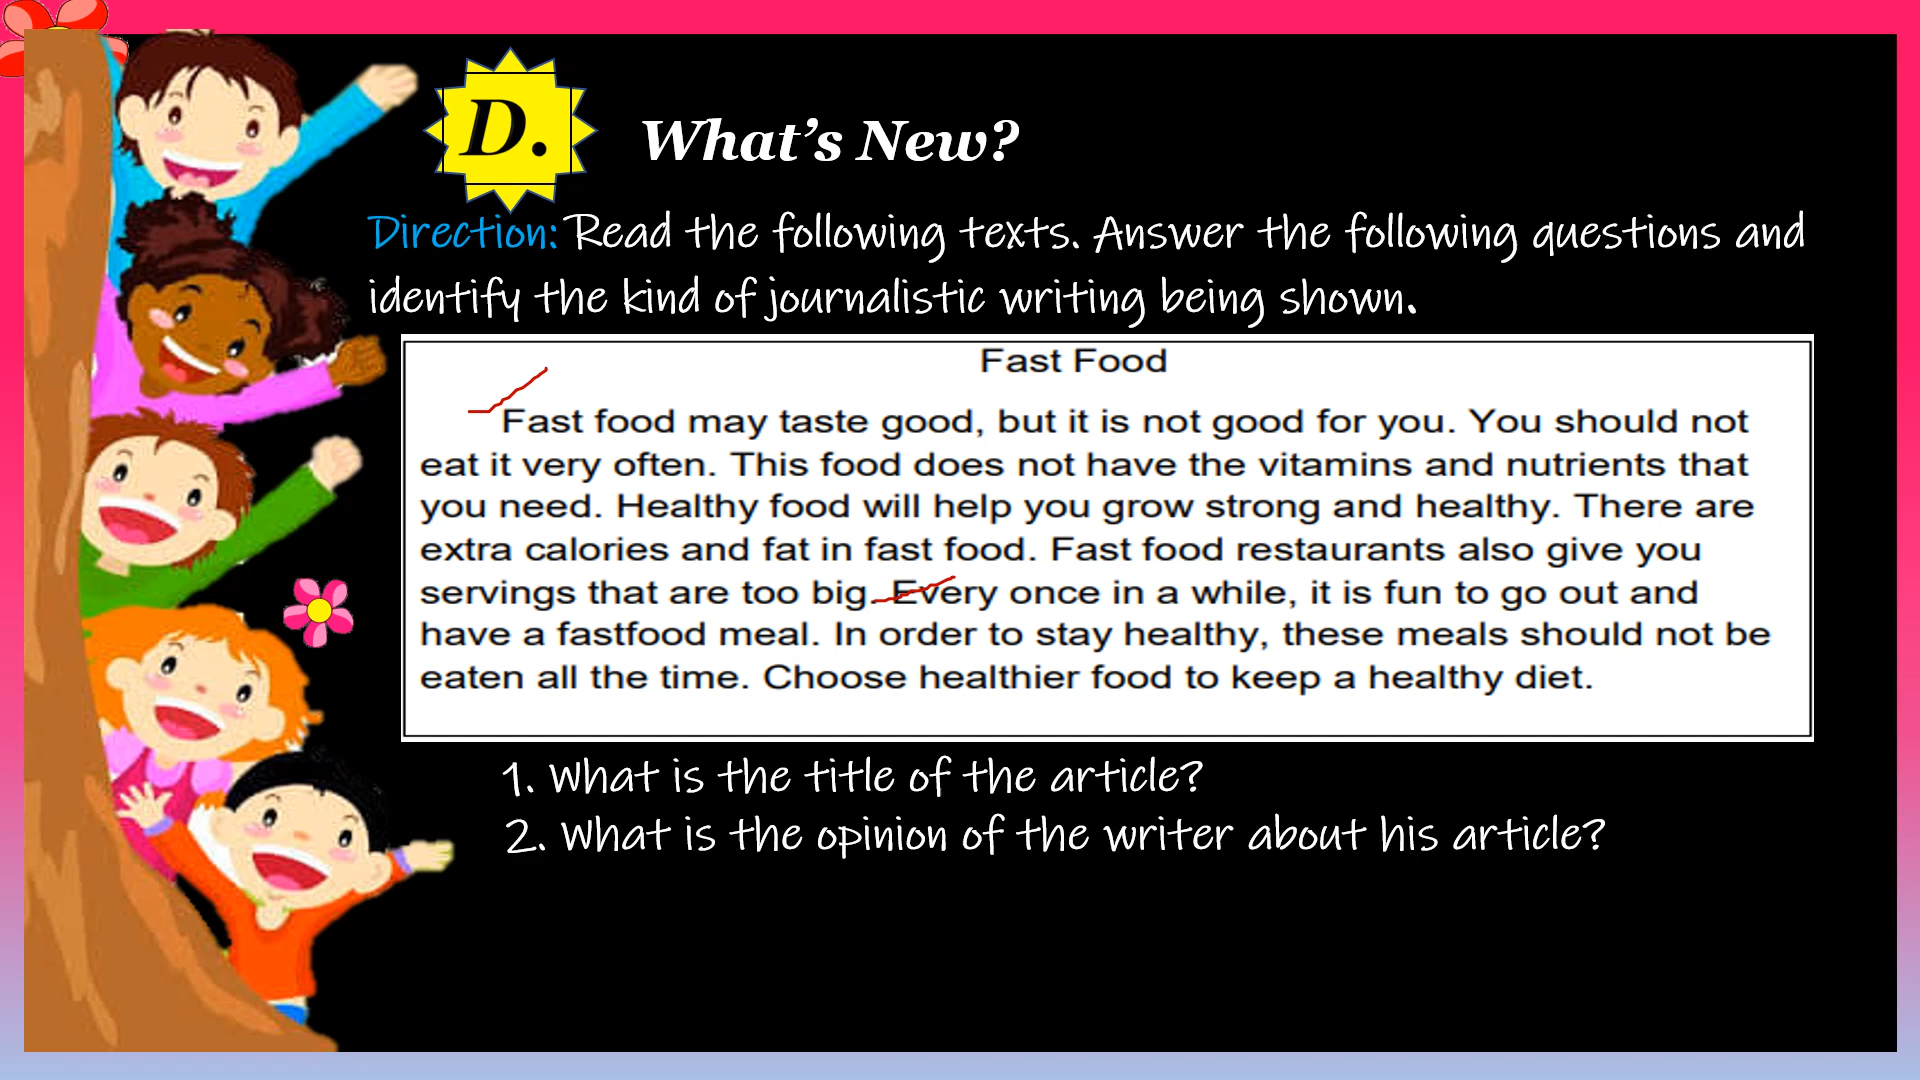 D.
What's New?
Direction: Read the following texts. Answer the following questions and
identify the kind of journalistic writing being shown.
Fast Food
Fast food may taste good, but it is not good for you. You should not
eat it very often. This food does not have the vitamins and nutrients that
you need. Healthy food will help you grow strong and healthy. There are
extra calories and fat in fast food. Fast food restaurants also give you
servings that are too big. Every once in a while, it is fun to go out and
have a fastfood meal. In order to stay healthy, these meals should not be
eaten all the time. Choose healthier food to keep a healthy diet.
1. What is the title of the article?
2. What is the opinion of the writer about his article?